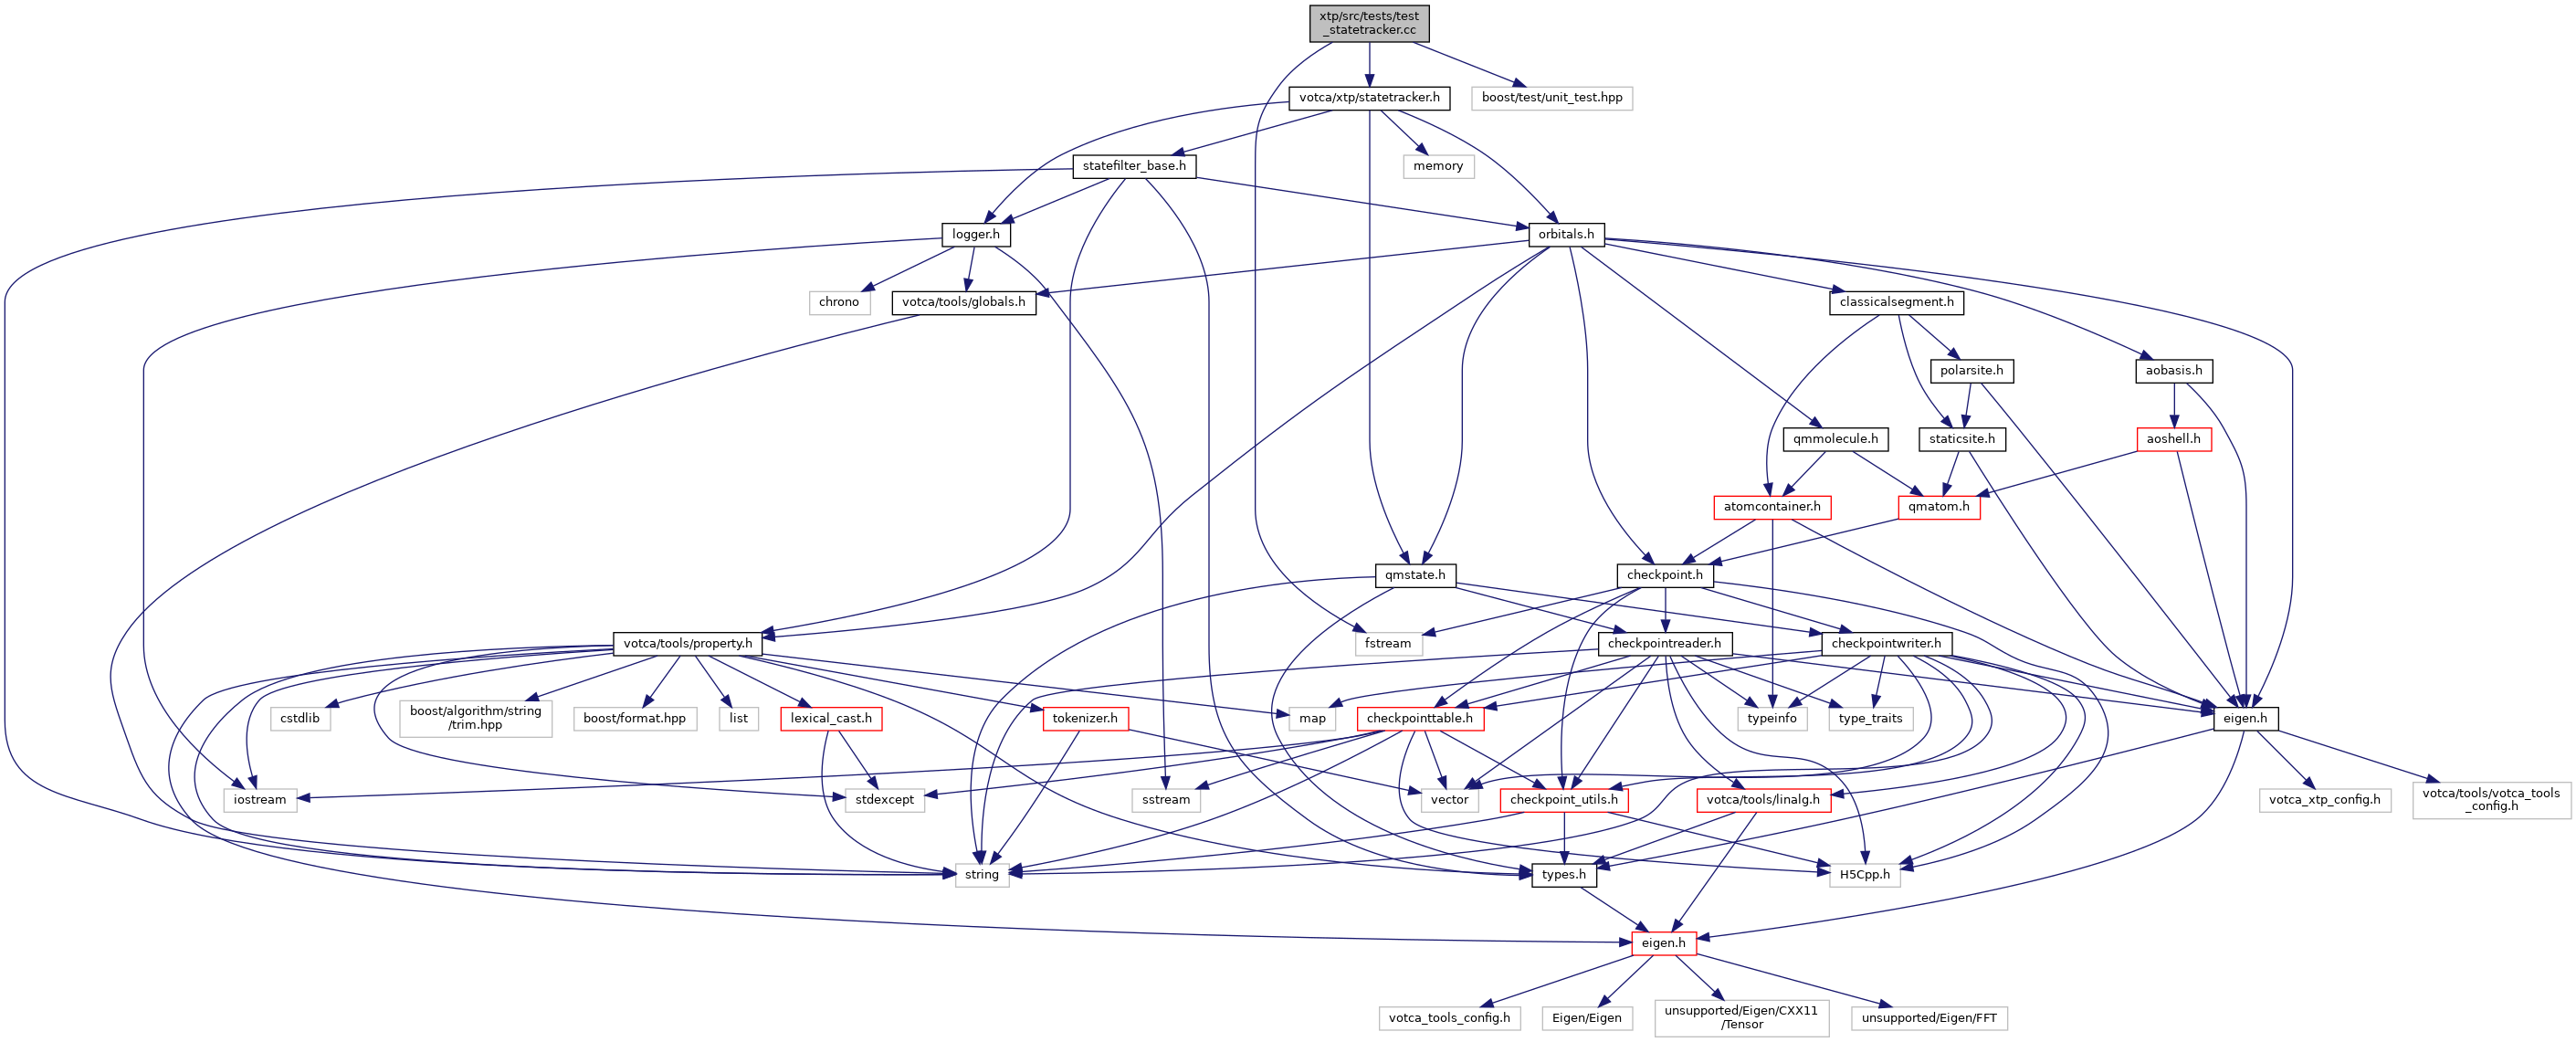 xtp/src/tests/test
_statetracker.cc
votca/xtp/statetracker.h
boost/test/unit_test.hpp
statefilter_base.h
memory
logger.h
orbitals.h
chrono
votca/tools/globals.h
classicalsegment.h
polarsite.h
aobasis.h
qmmolecule.h
staticsite.h
aoshell.h
atomcontainer.h
qmatom.h
qmstate.h
checkpoint.h
votca/tools/property.h
fstream
checkpointreader.h
checkpointwriter.h
cstdlib
boost/algorithm/string
/trim.hpp
boost/format.hpp
list
lexical_cast.h
tokenizer.h
map
checkpointtable.h
typeinfo
type_traits
eigen.h
iostream
stdexcept
sstream
vector
checkpoint_utils.h
votca/tools/linalg.h
votca_xtp_config.h
votca/tools/votca_tools
_config.h
string
types.h
H5Cpp.h
eigen.h
votca_tools_config.h
Eigen/Eigen
unsupported/Eigen/CXX11
/Tensor
unsupported/Eigen/FFT